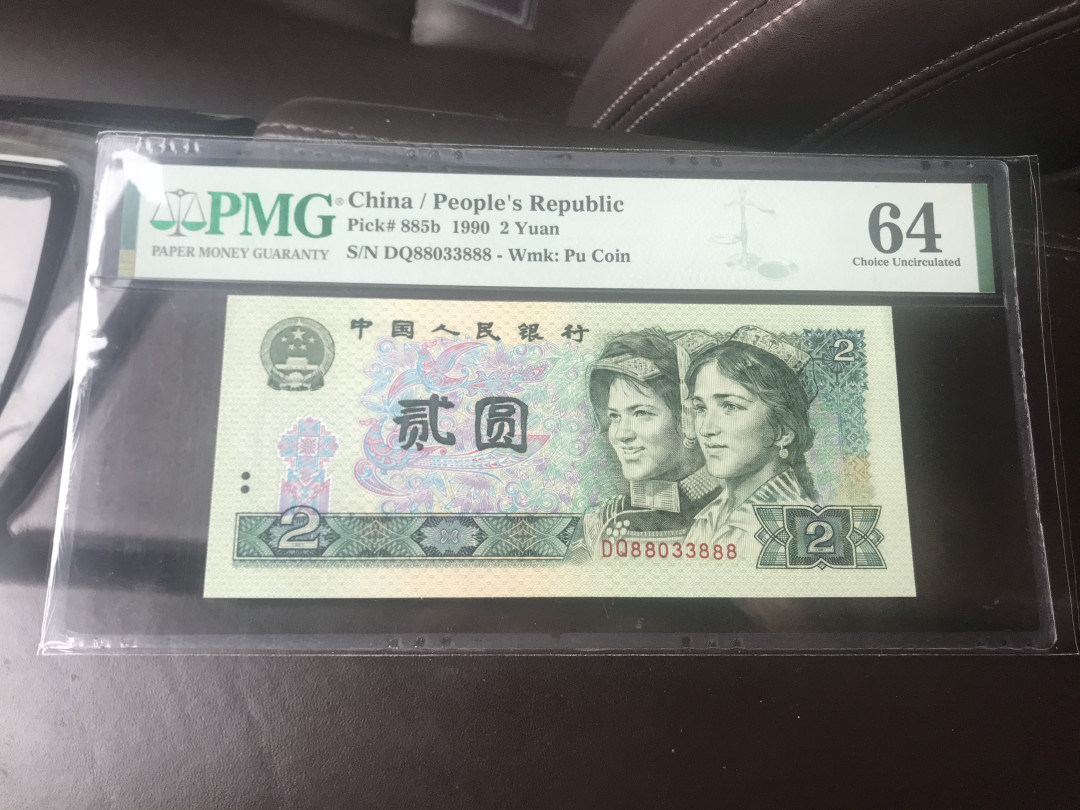 PMG®
PAPER MONEY GUARANTY
China / People's Republic
Pick# 885b 1990 2 Yuan
S/N DQ88033888 - Wmk: Pu Coin
64
Choice Uncirculated
中国人民银行
2
贰圆
2
DQ88033888
2